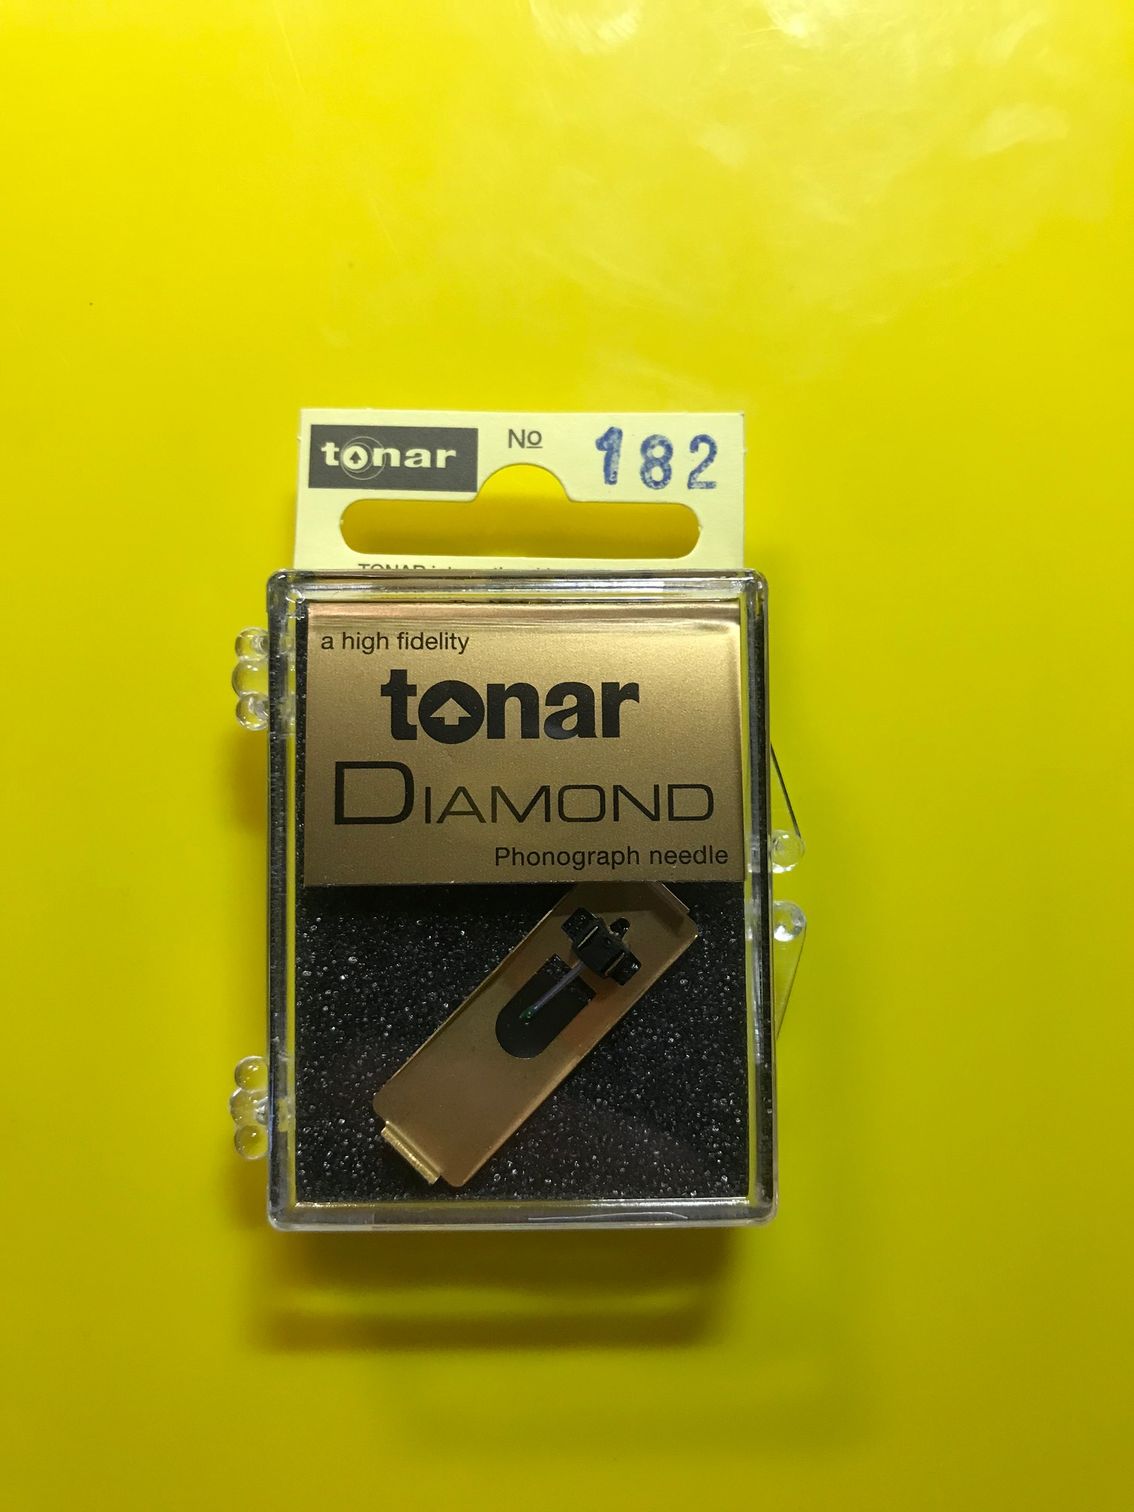 tonar No 182
a high fidelity
tonar
DIAMOND
Phonograph needle